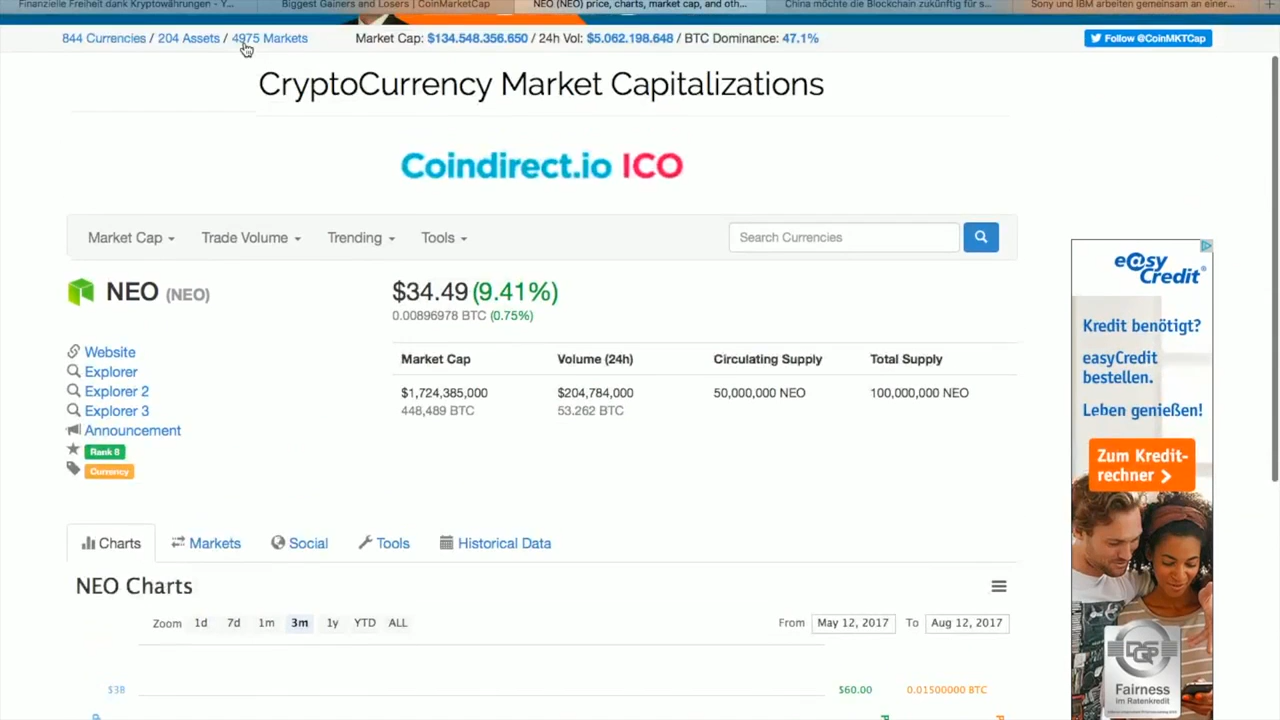 Finanzielle Freiheit dank Kryptowährungen - Y...
Biggest Gainers and Losers | CoinMarketCap
NEO (NEO) price, charts, market cap, and oth...
China möchte die Blockchain zukünftig für s...
Sony und IBM arbeiten gemeinsam an einer...
844 Currencies / 204 Assets / 4975 Markets
Market Cap: $134.548.356.650 / 24h Vol: $5.062.198.648 / BTC Dominance: 47.1%
Follow @CoinMKTCap
CryptoCurrency Market Capitalizations
Coindirect.io ICO
Market Cap Trade Volume Trending Tools
Search Currencies
NEO (NEO)
$34.49 (9.41%)
0.00896978 BTC (0.75%)
Website
Explorer
Explorer 2
Explorer 3
Announcement
Rank 8
Currency
Market Cap Volume (24h) Circulating Supply Total Supply
$1,724,385,000 $204,784,000 50,000,000 NEO 100,000,000 NEO
448,489 BTC 53.262 BTC
Charts Markets Social Tools Historical Data
NEO Charts
Zoom 1d 7d 1m 3m 1y YTD ALL
From May 12, 2017 To Aug 12, 2017
$3B $60.00 0.01500000 BTC
e@sy
Credit
Kredit benötigt?
easyCredit
bestellen.
Leben genießen!
Zum Kredit-
rechner
Fairness
im Ratenkredit